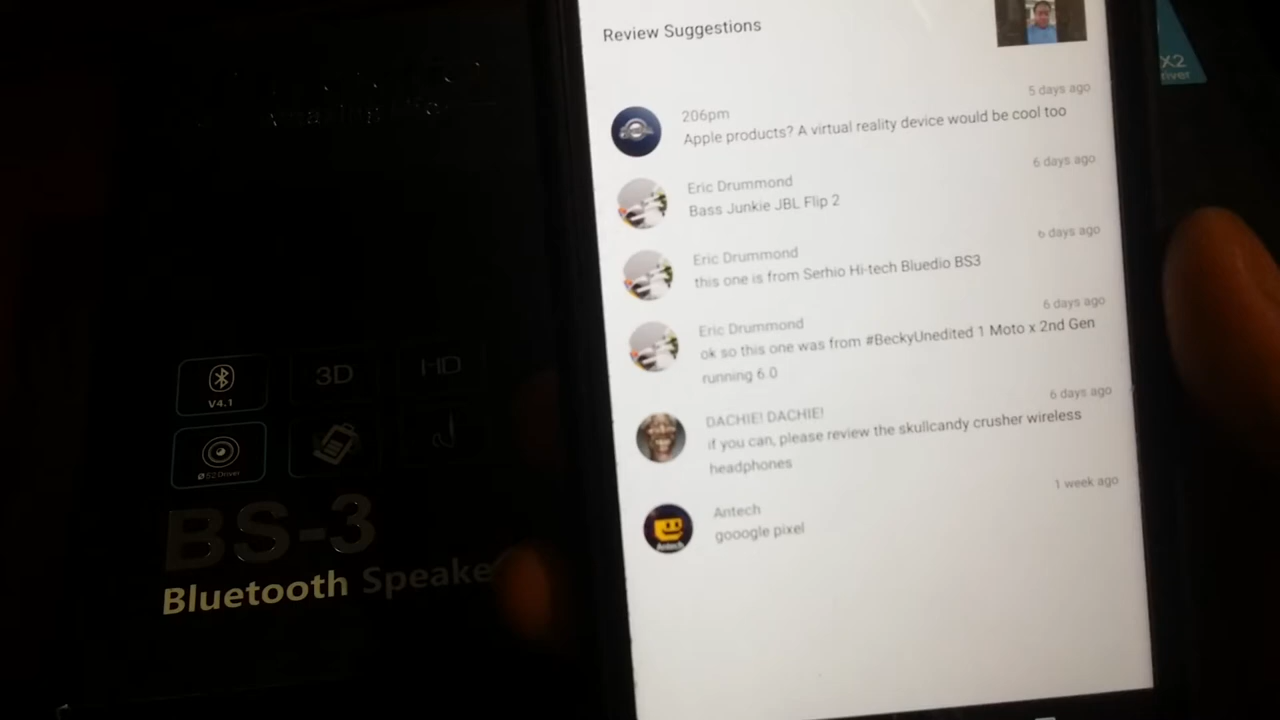 Review Suggestions
5 days ago
206pm
Apple products? A virtual reality device would be cool too
6 days ago
Eric Drummond
Bass Junkie JBL Flip 2
6 days ago
Eric Drummond
this one is from Serhio Hi-tech Bluedio BS3
6 days ago
Eric Drummond
ok so this one was from #BeckyUnedited 1 Moto x 2nd Gen
running 6.0
6 days ago
DACHIE! DACHIE!
if you can, please review the skullcandy crusher wireless
headphones
1 week ago
Antech
gooogle pixel
Antech
V4.1
3D
HD
BS-3
Bluetooth Speake
X2